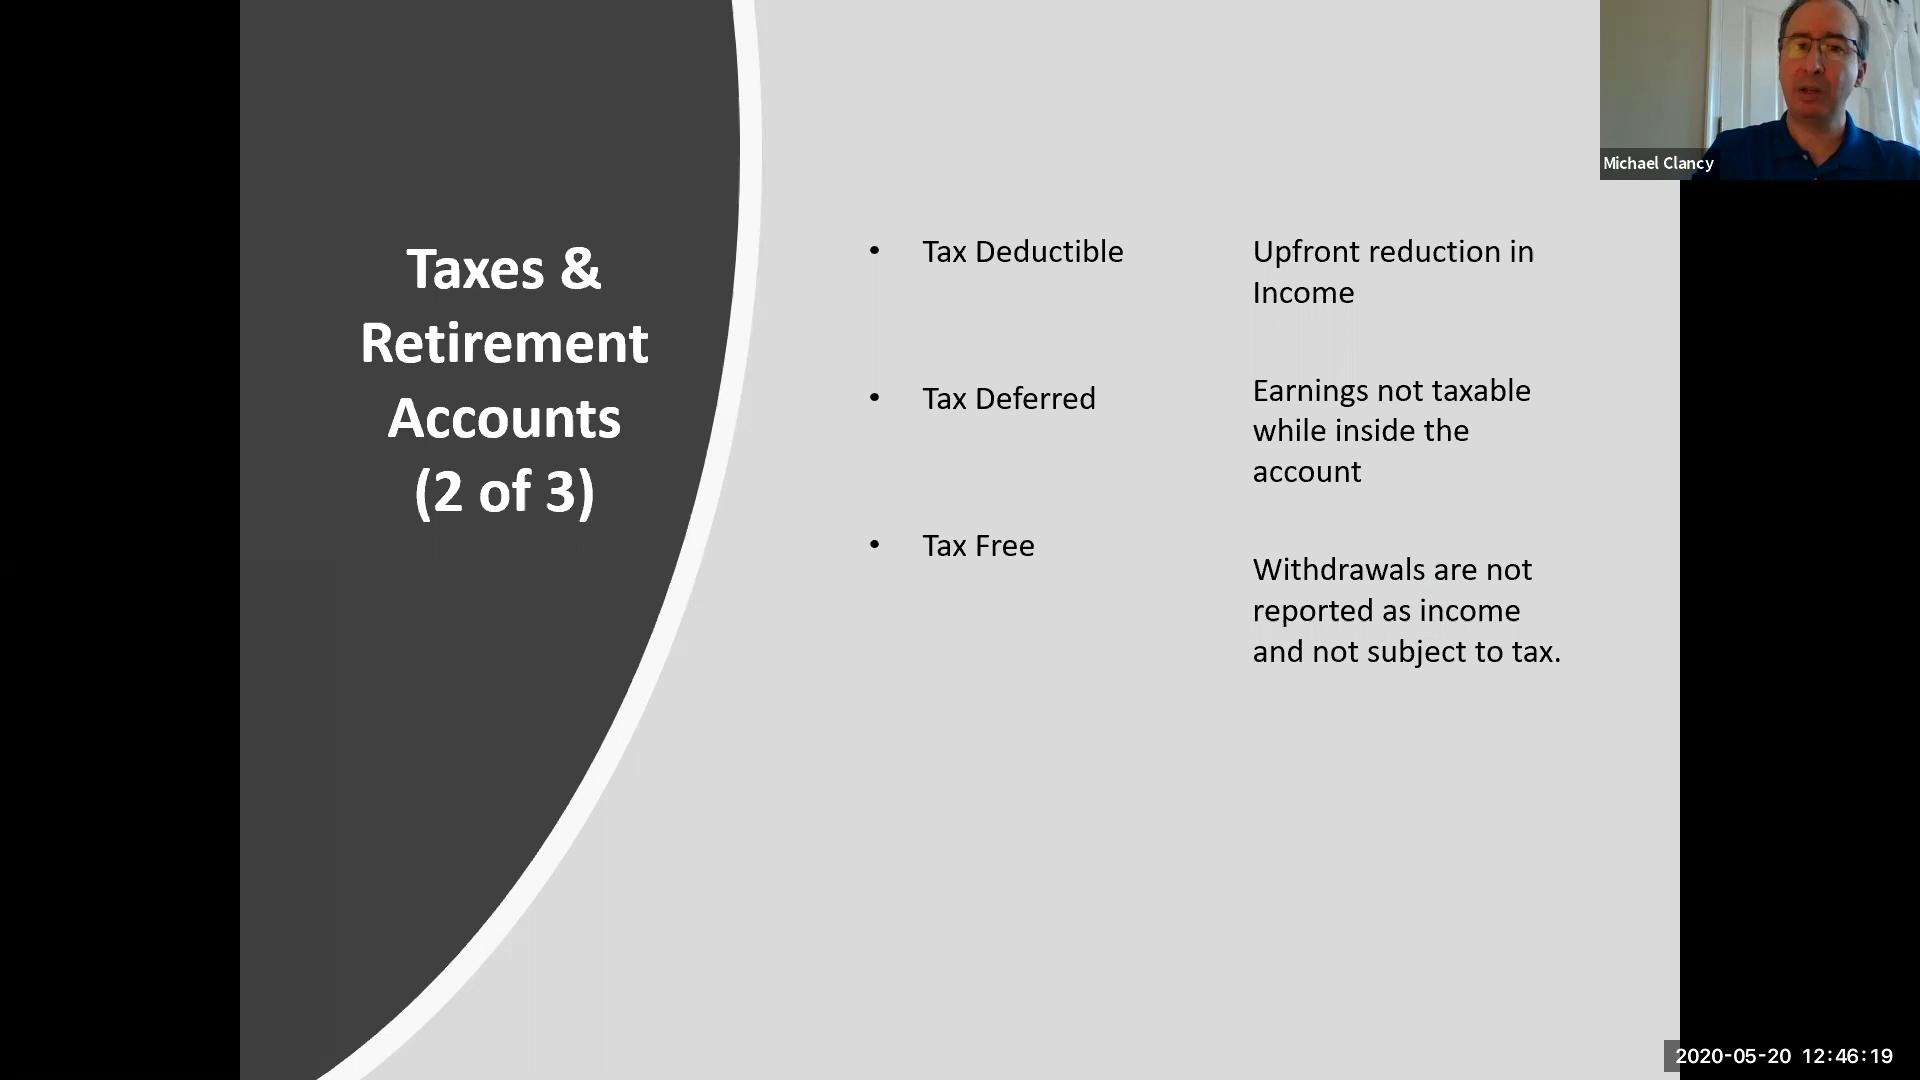 Taxes &
Retirement
Accounts
(2 of 3)
• Tax Deductible
Upfront reduction in
Income
• Tax Deferred
Earnings not taxable
while inside the
account
• Tax Free
Withdrawals are not
reported as income
and not subject to tax.
Michael Clancy
2020-05-20 12:46:19